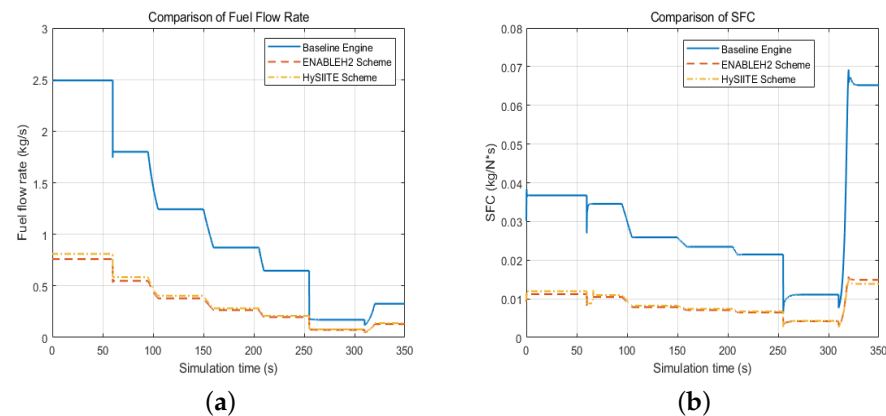 Comparison of Fuel Flow Rate
3
2.5
2
1.5
1
0.5
0
Fuel flow rate (kg/s)
Baseline Engine
ENABLEH2 Scheme
HySIITE Scheme
0 50 100 150 200 250 300 350
Simulation time (s)
(a)
Comparison of SFC
0.08
0.07
0.06
0.05
0.04
0.03
0.02
0.01
0
SFC (kg/N*s)
Baseline Engine
ENABLEH2 Scheme
HySIITE Scheme
0 50 100 150 200 250 300 350
Simulation time (s)
(b)